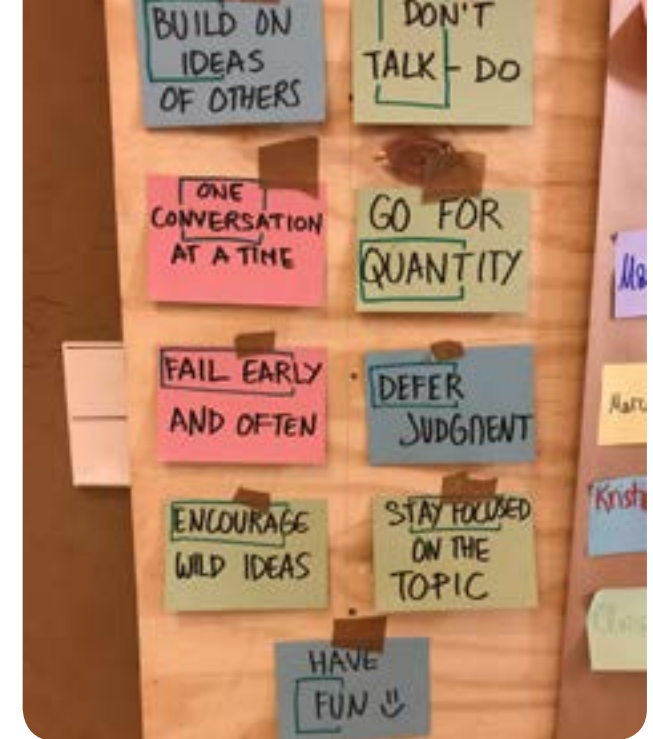 BUILD ON
IDEAS
OF OTHERS
DON'T
TALK - DO
ONE
CONVERSATION
AT A TIME
GO FOR
QUANTITY
FAIL EARLY
AND OFTEN
DEFER
JUDGMENT
ENCOURAGE
WILD IDEAS
STAY FOCUSED
ON THE
TOPIC
HAVE
FUN